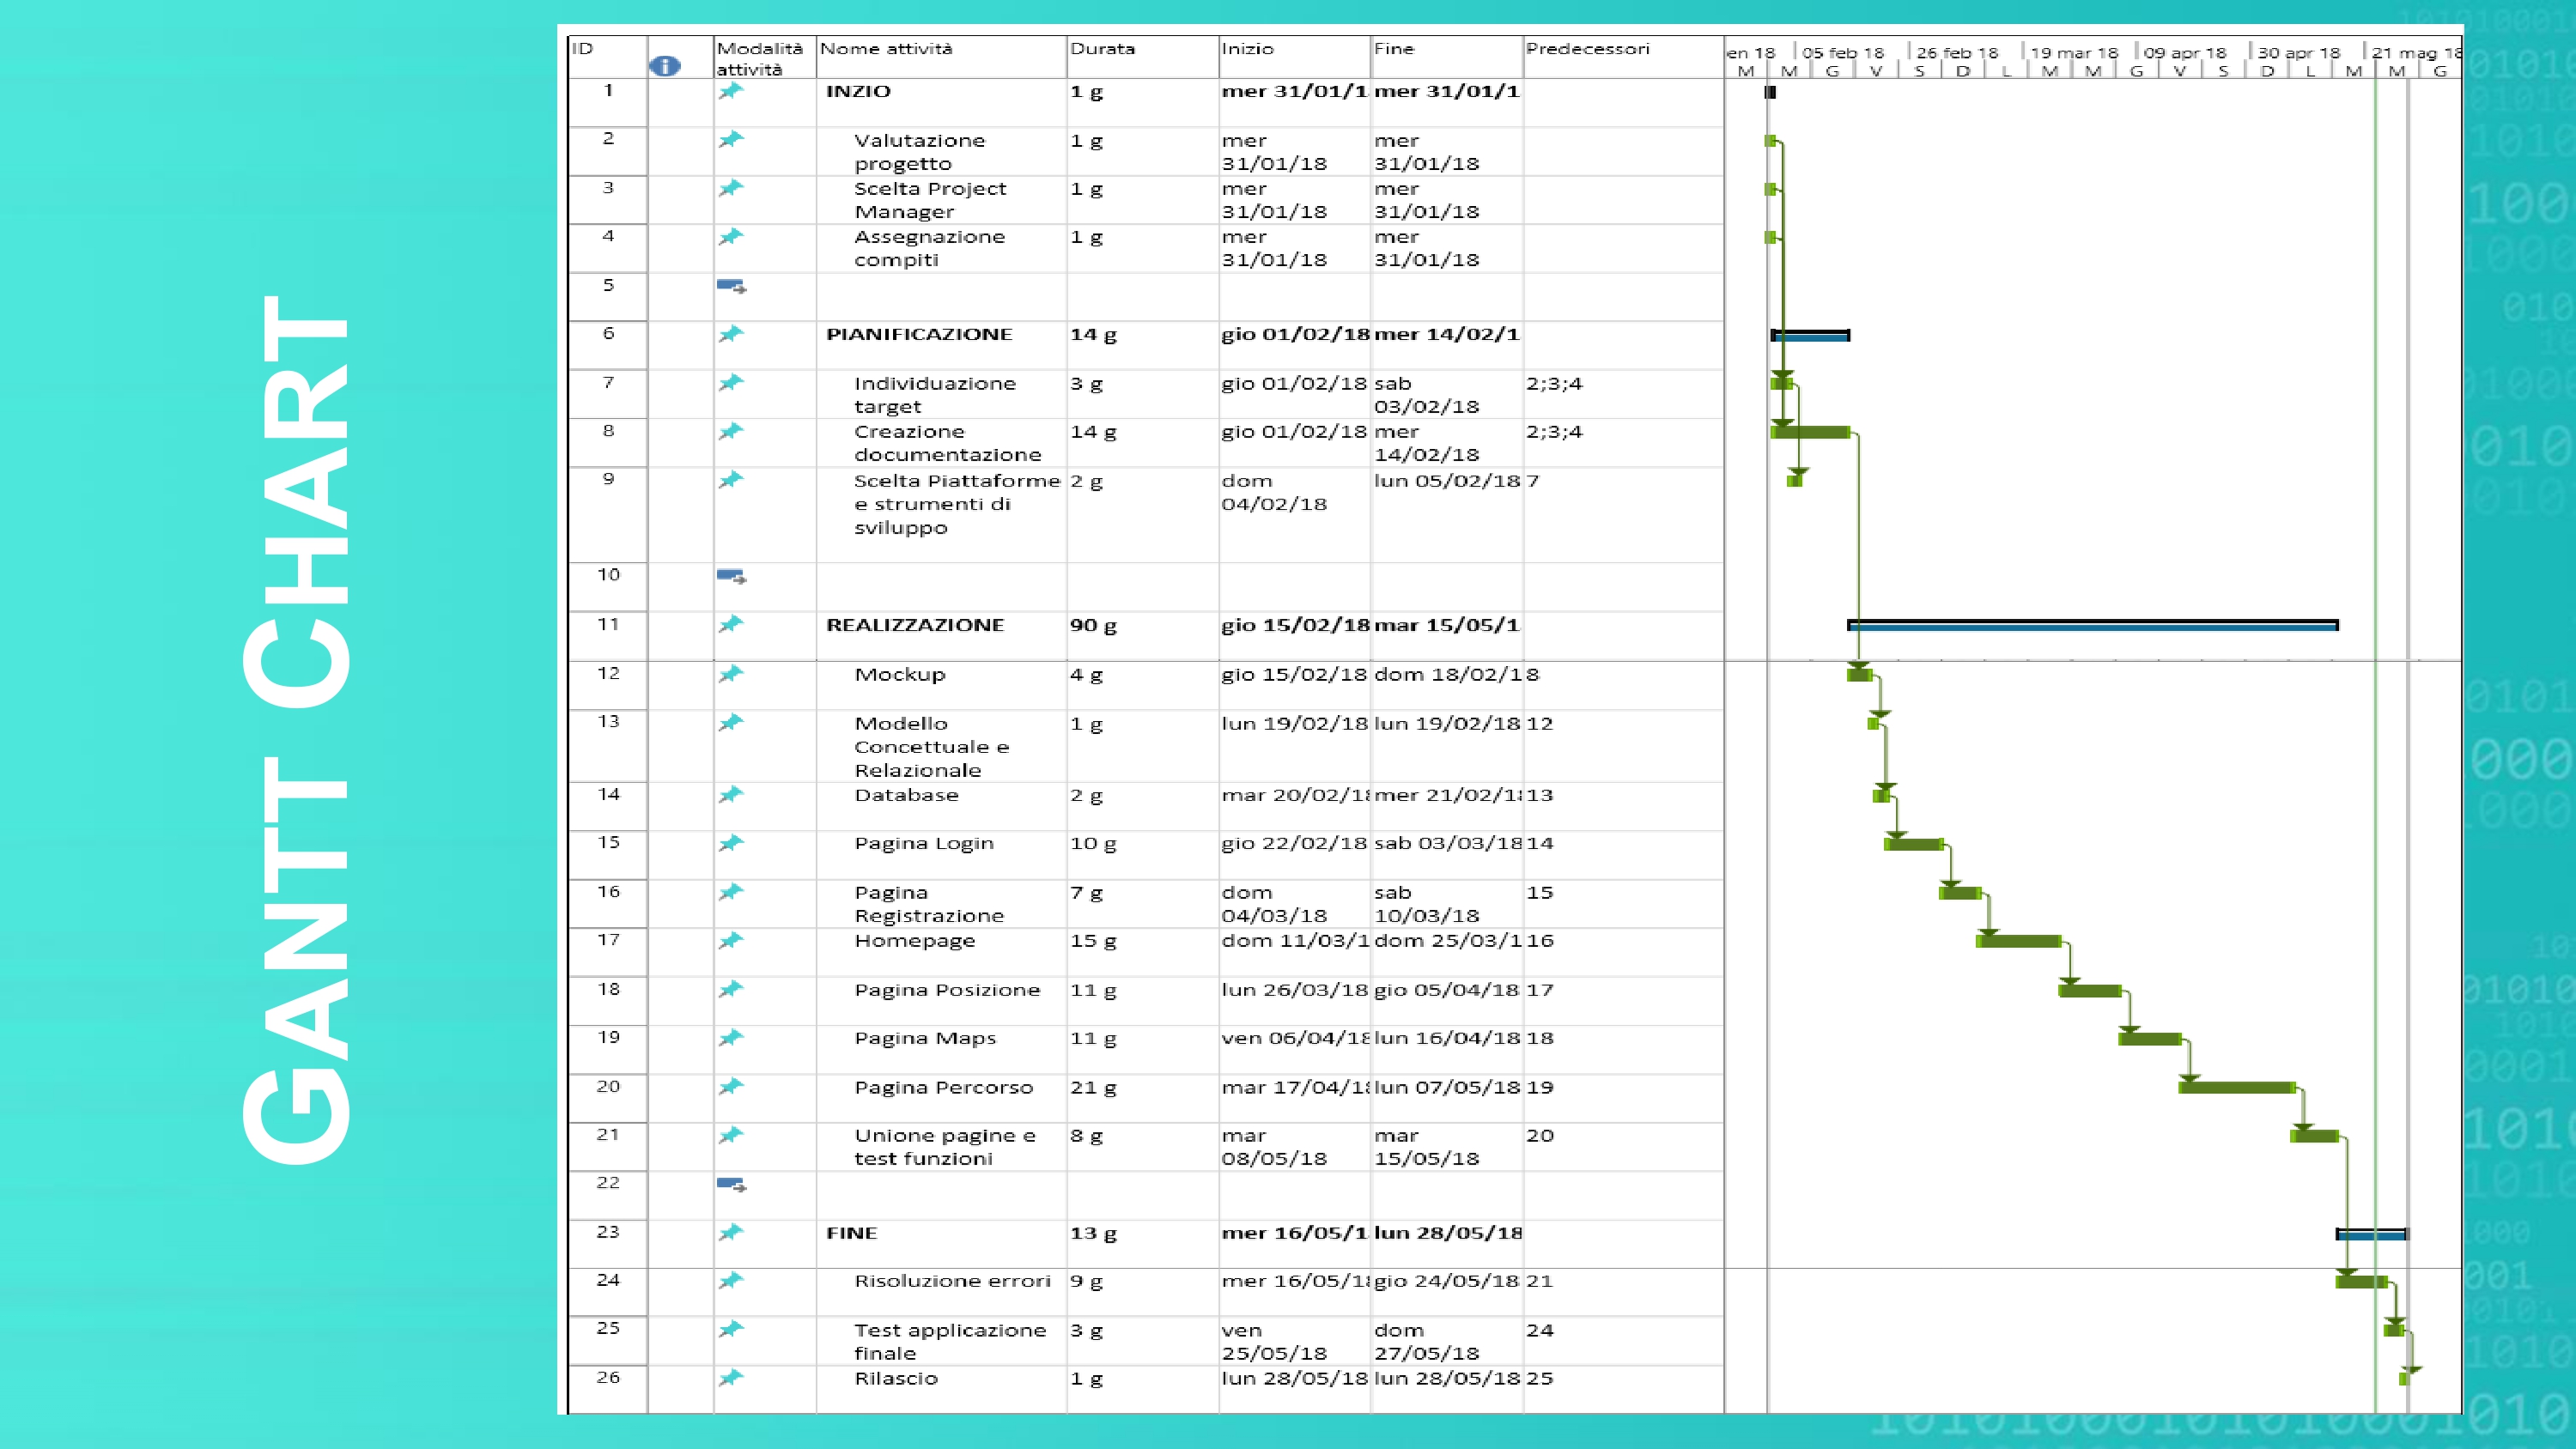 GANTT CHART
ID Modalità attività Nome attività Durata Inizio Fine Predecessori
en 18 05 feb 18 26 feb 18 19 mar 18 09 apr 18 30 apr 18 21 mag 18
M M G V S D L M M G V S D L M M G
1 INZIO 1 g mer 31/01/1 mer 31/01/1
2 Valutazione progetto 1 g mer 31/01/18 mer 31/01/18
3 Scelta Project Manager 1 g mer 31/01/18 mer 31/01/18
4 Assegnazione compiti 1 g mer 31/01/18 mer 31/01/18
5
6 PIANIFICAZIONE 14 g gio 01/02/18 mer 14/02/1
7 Individuazione target 3 g gio 01/02/18 sab 03/02/18 2;3;4
8 Creazione documentazione 14 g gio 01/02/18 mer 14/02/18 2;3;4
9 Scelta Piattaforme e strumenti di sviluppo 2 g dom 04/02/18 lun 05/02/18 7
10
11 REALIZZAZIONE 90 g gio 15/02/18 mar 15/05/1
12 Mockup 4 g gio 15/02/18 dom 18/02/1 8
13 Modello Concettuale e Relazionale 1 g lun 19/02/18 lun 19/02/18 12
14 Database 2 g mar 20/02/18 mer 21/02/18 13
15 Pagina Login 10 g gio 22/02/18 sab 03/03/18 14
16 Pagina Registrazione 7 g dom 04/03/18 sab 10/03/18 15
17 Homepage 15 g dom 11/03/1 dom 25/03/1 16
18 Pagina Posizione 11 g lun 26/03/18 gio 05/04/18 17
19 Pagina Maps 11 g ven 06/04/18 lun 16/04/18 18
20 Pagina Percorso 21 g mar 17/04/18 lun 07/05/18 19
21 Unione pagine e test funzioni 8 g mar 08/05/18 mar 15/05/18 20
22
23 FINE 13 g mer 16/05/1 lun 28/05/18
24 Risoluzione errori 9 g mer 16/05/18 gio 24/05/18 21
25 Test applicazione finale 3 g ven 25/05/18 dom 27/05/18 24
26 Rilascio 1 g lun 28/05/18 lun 28/05/18 25